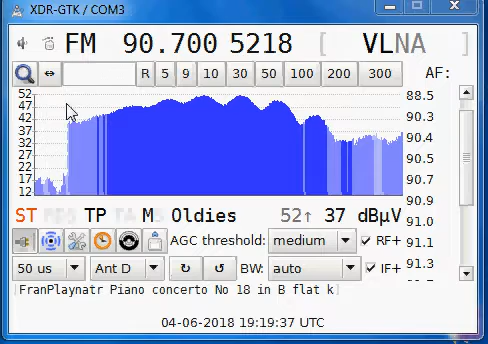 XDR-GTK / COM3
FM 90.700 5218 [ VLNA ]
R 5 9 10 30 50 100 200 300 AF:
52
47
42
37
32
27
22
17
12
88.5
90.3
90.4
90.5
90.7
90.9
91.0
91.1
91.3
ST RDS TP TA MS Oldies 52↑ 37 dBµV
AGC threshold: medium RF+
50 us Ant D ↻ ↺ BW: auto IF+
[FranPlaynatr Piano concerto No 18 in B flat k]
04-06-2018 19:19:37 UTC